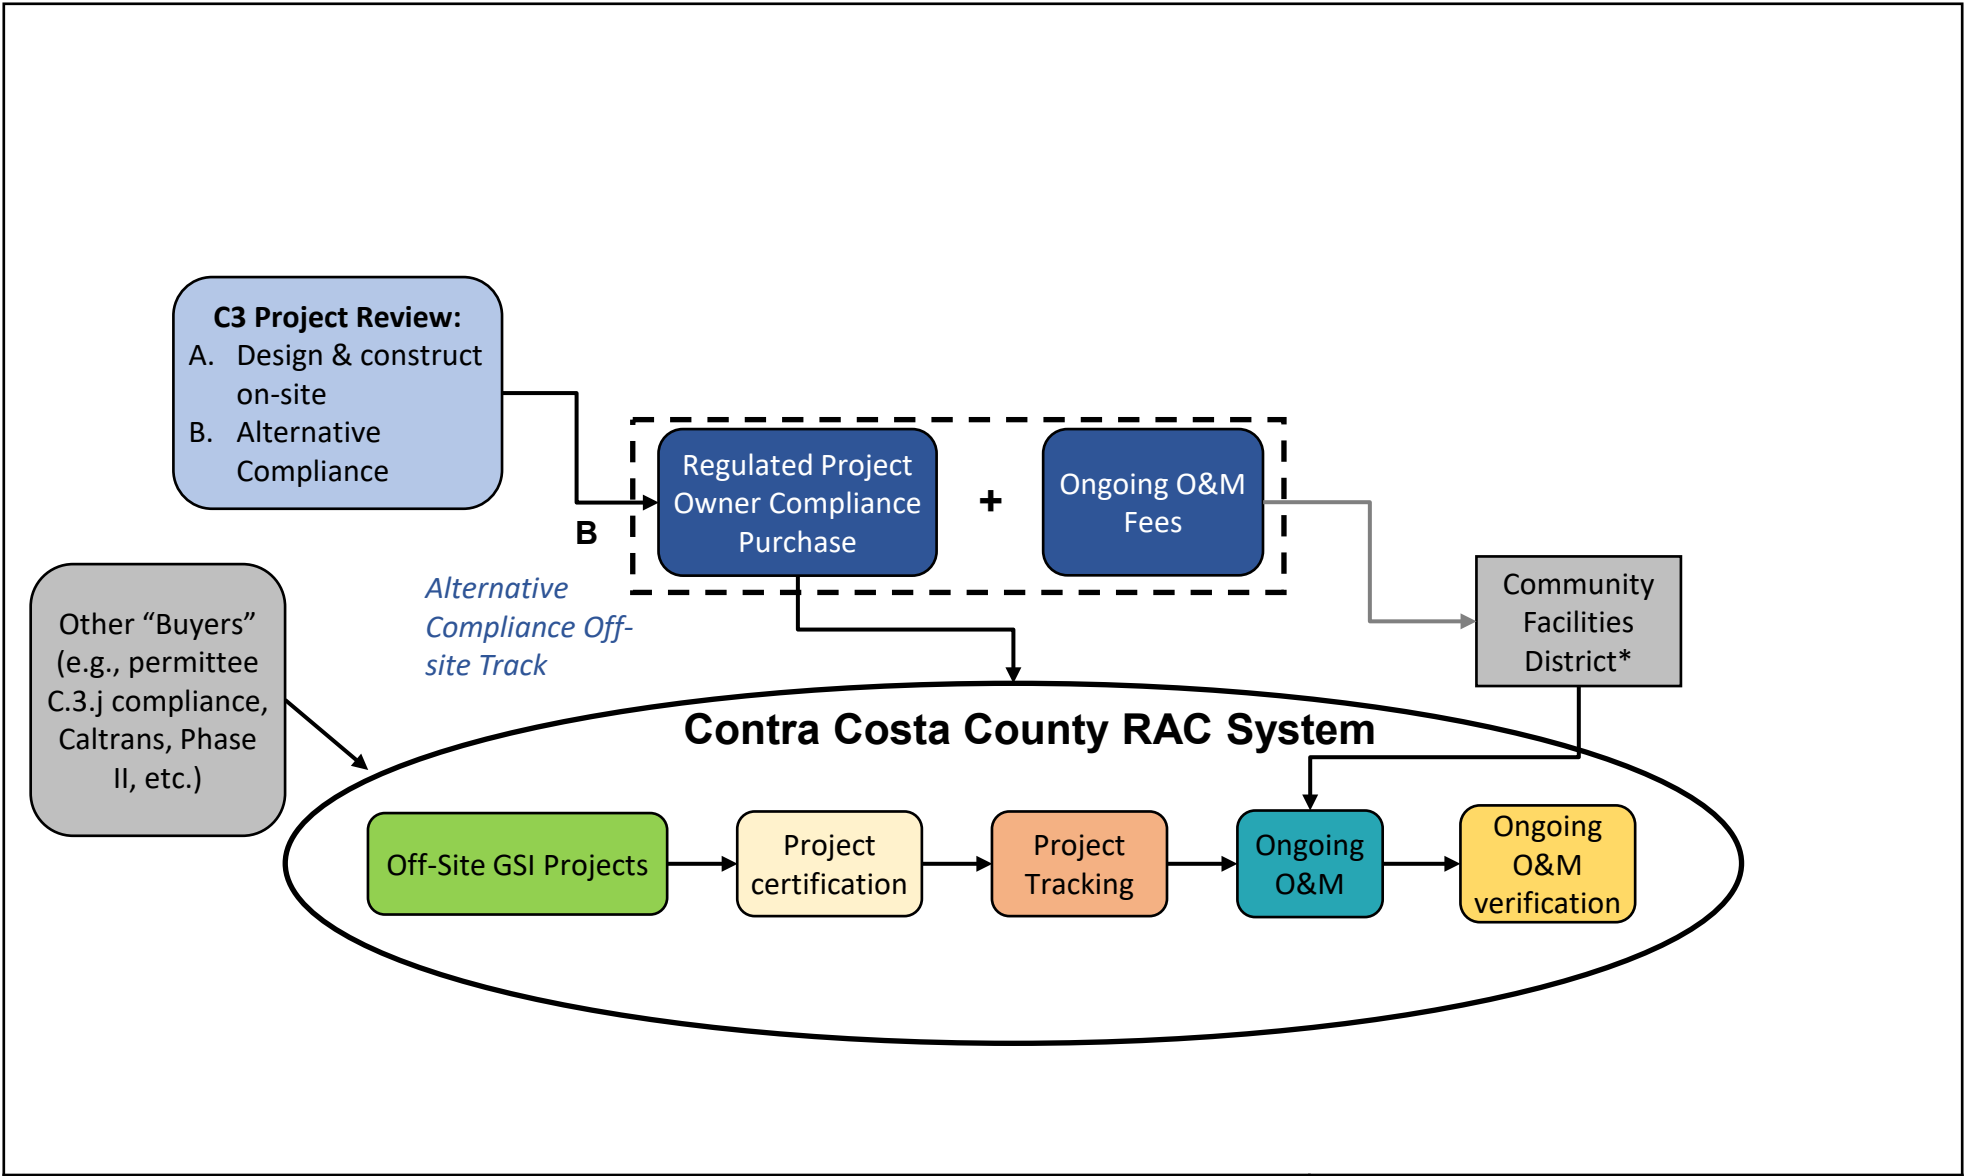 C3 Project Review:
A. Design & construct
on-site
B. Alternative
Compliance
B
Regulated Project
Owner Compliance
Purchase
+
Ongoing O&M
Fees
Alternative
Compliance Off-
site Track
Community
Facilities
District*
Other “Buyers”
(e.g., permittee
C.3.j compliance,
Caltrans, Phase
II, etc.)
Contra Costa County RAC System
Off-Site GSI Projects
Project
certification
Project
Tracking
Ongoing
O&M
Ongoing
O&M
verification